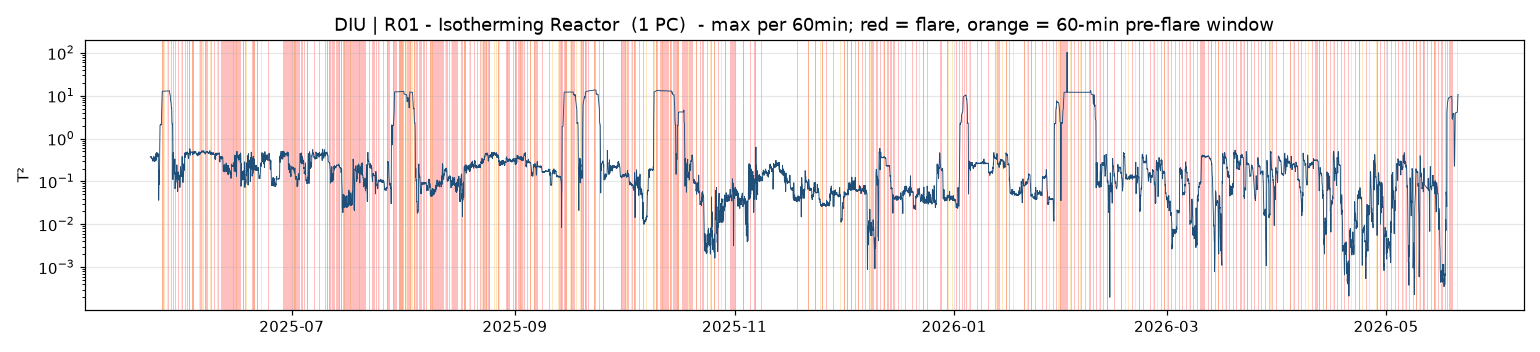 DIU | R01 - Isotherming Reactor  (1 PC)  - max per 60min; red = flare, orange = 60-min pre-flare window
T²
10²
10¹
10⁰
10⁻¹
10⁻²
10⁻³
2025-07 2025-09 2025-11 2026-01 2026-03 2026-05